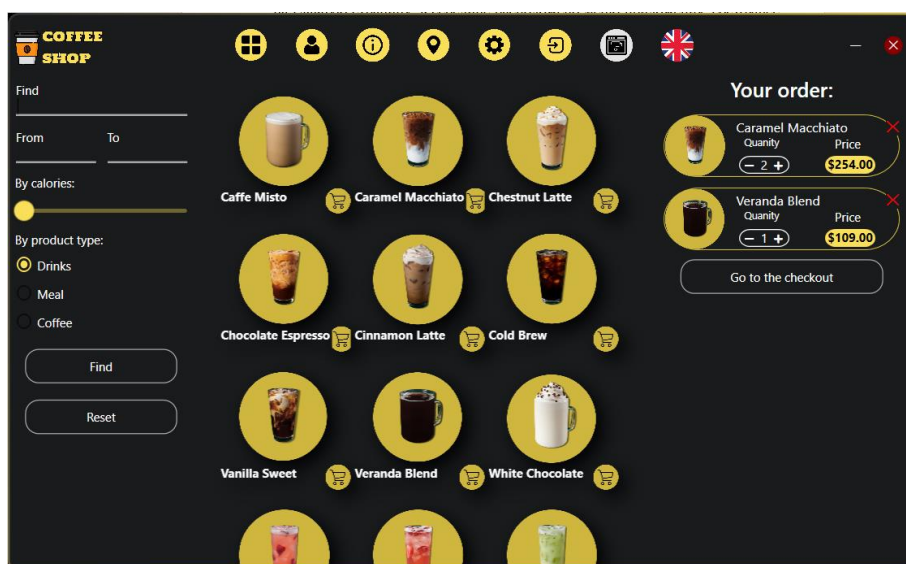 COFFEE
SHOP
Find
From To
By calories:
By product type:
Drinks
Meal
Coffee
Find
Reset
Caffe Misto
Caramel Macchiato
Chestnut Latte
Chocolate Espresso
Cinnamon Latte
Cold Brew
Vanilla Sweet
Veranda Blend
White Chocolate
Your order:
Caramel Macchiato
Quanity Price
2 $254.00
Veranda Blend
Quanity Price
1 $109.00
Go to the checkout